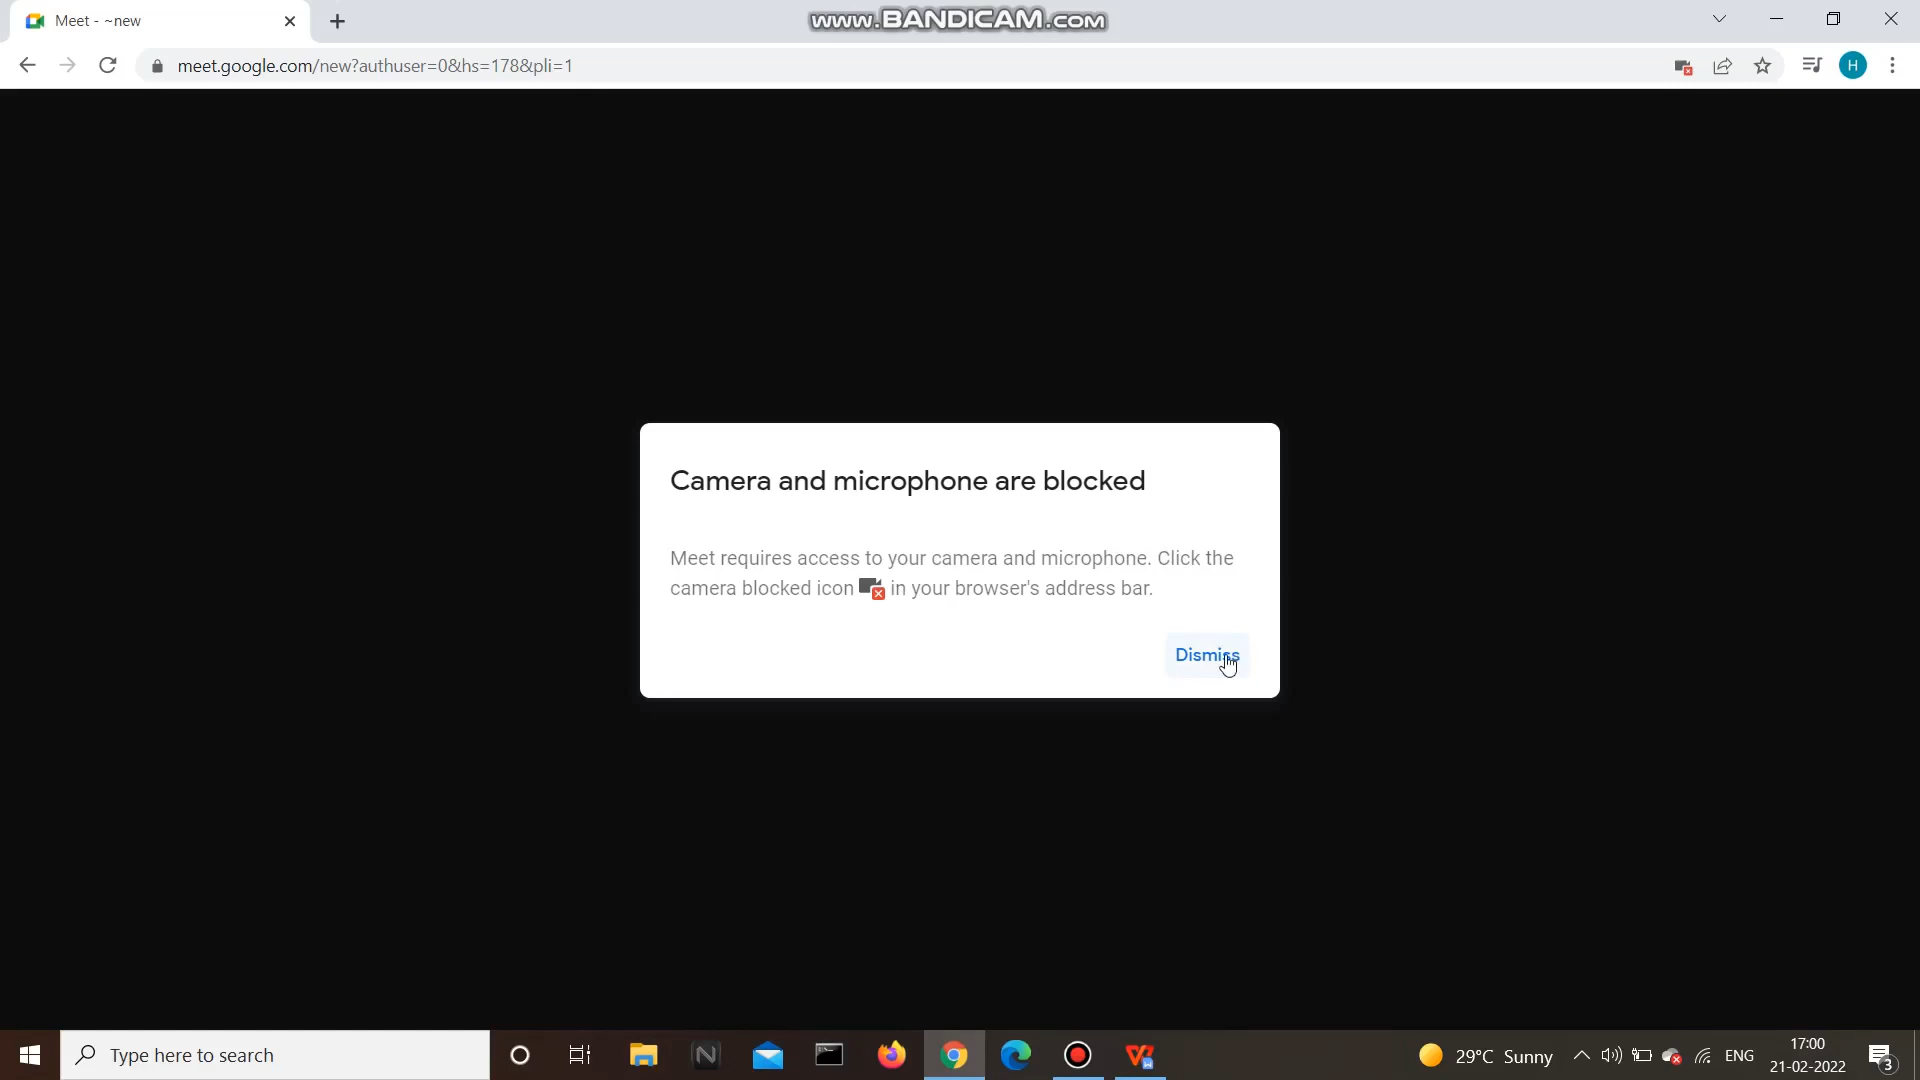 Meet - ~new
www.BANDICAM.com
meet.google.com/new?authuser=0&hs=178&pli=1
H
Camera and microphone are blocked
Meet requires access to your camera and microphone. Click the
camera blocked icon in your browser's address bar.
Dismiss
Type here to search
N
29°C Sunny
ENG
17:00
21-02-2022
3